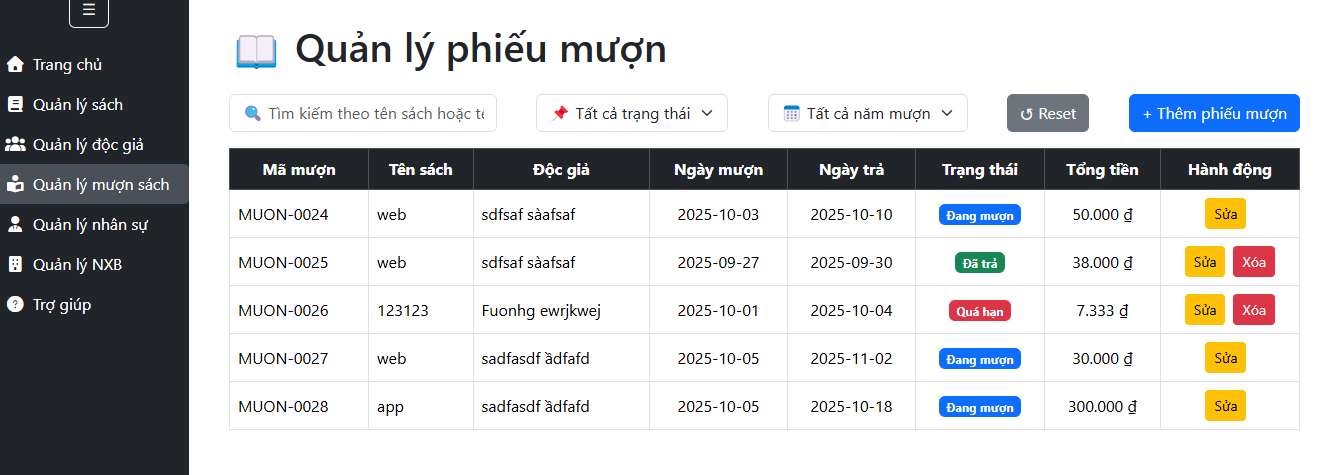 ☰
Trang chủ
Quản lý sách
Quản lý độc giả
Quản lý mượn sách
Quản lý nhân sự
Quản lý NXB
Trợ giúp
Quản lý phiếu mượn
Tìm kiếm theo tên sách hoặc tê
Tất cả trạng thái
Tất cả năm mượn
↺ Reset
+ Thêm phiếu mượn
Mã mượn Tên sách Độc giả Ngày mượn Ngày trả Trạng thái Tổng tiền Hành động
MUON-0024 web sdfsaf sàafsaf 2025-10-03 2025-10-10 Đang mượn 50.000 ₫ Sửa
MUON-0025 web sdfsaf sàafsaf 2025-09-27 2025-09-30 Đã trả 38.000 ₫ Sửa Xóa
MUON-0026 123123 Fuonhg ewrjkwej 2025-10-01 2025-10-04 Quá hạn 7.333 ₫ Sửa Xóa
MUON-0027 web sadfasdf ầdfafd 2025-10-05 2025-11-02 Đang mượn 30.000 ₫ Sửa
MUON-0028 app sadfasdf ầdfafd 2025-10-05 2025-10-18 Đang mượn 300.000 ₫ Sửa